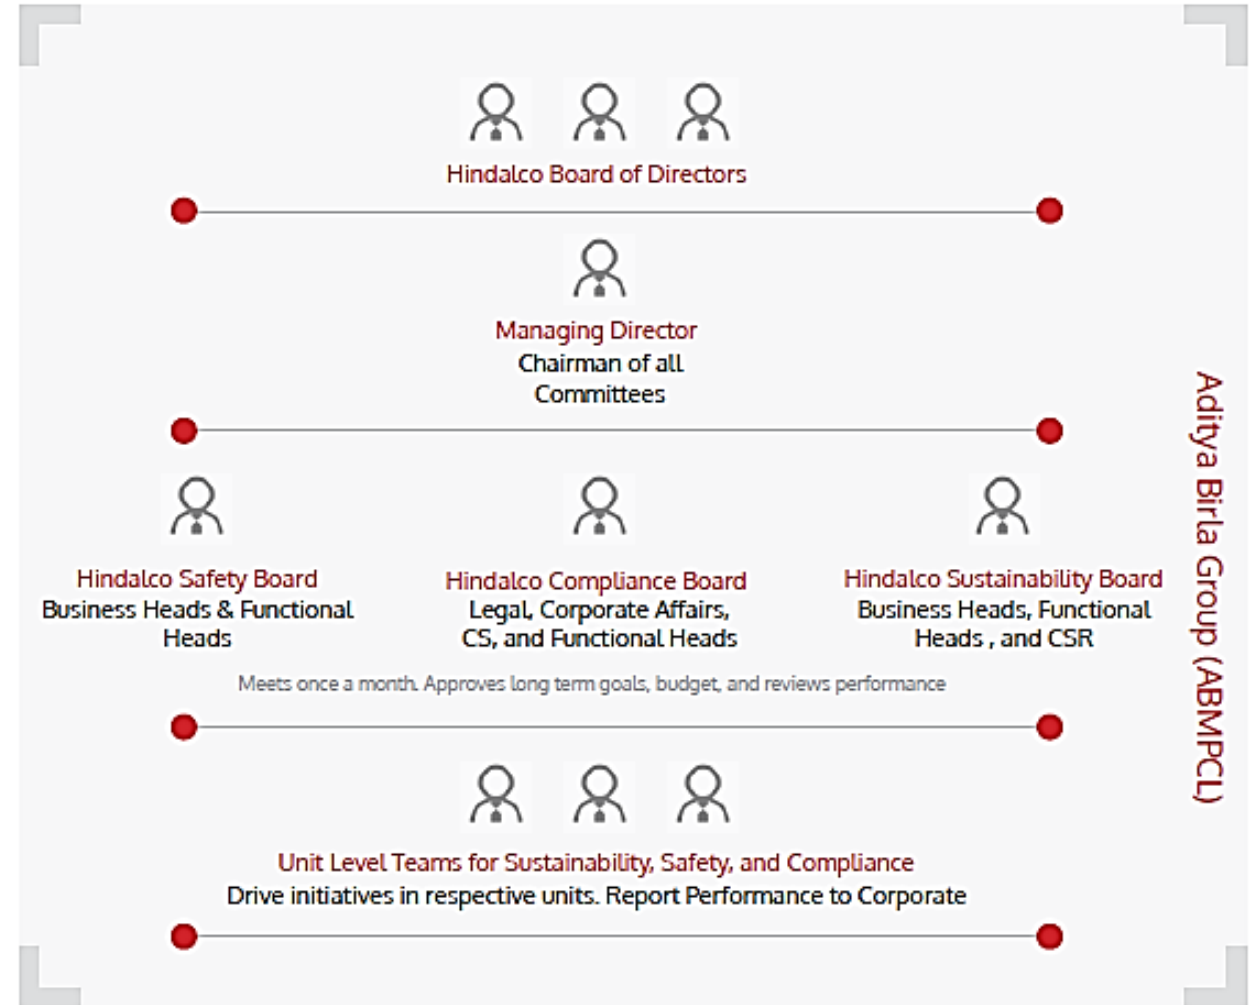 Hindalco Board of Directors
Managing Director
Chairman of all
Committees
Hindalco Safety Board
Business Heads & Functional
Heads
Hindalco Compliance Board
Legal, Corporate Affairs,
CS, and Functional Heads
Hindalco Sustainability Board
Business Heads, Functional
Heads , and CSR
Meets once a month. Approves long term goals, budget, and reviews performance
Unit Level Teams for Sustainability, Safety, and Compliance
Drive initiatives in respective units. Report Performance to Corporate
Aditya Birla Group (ABMPCL)